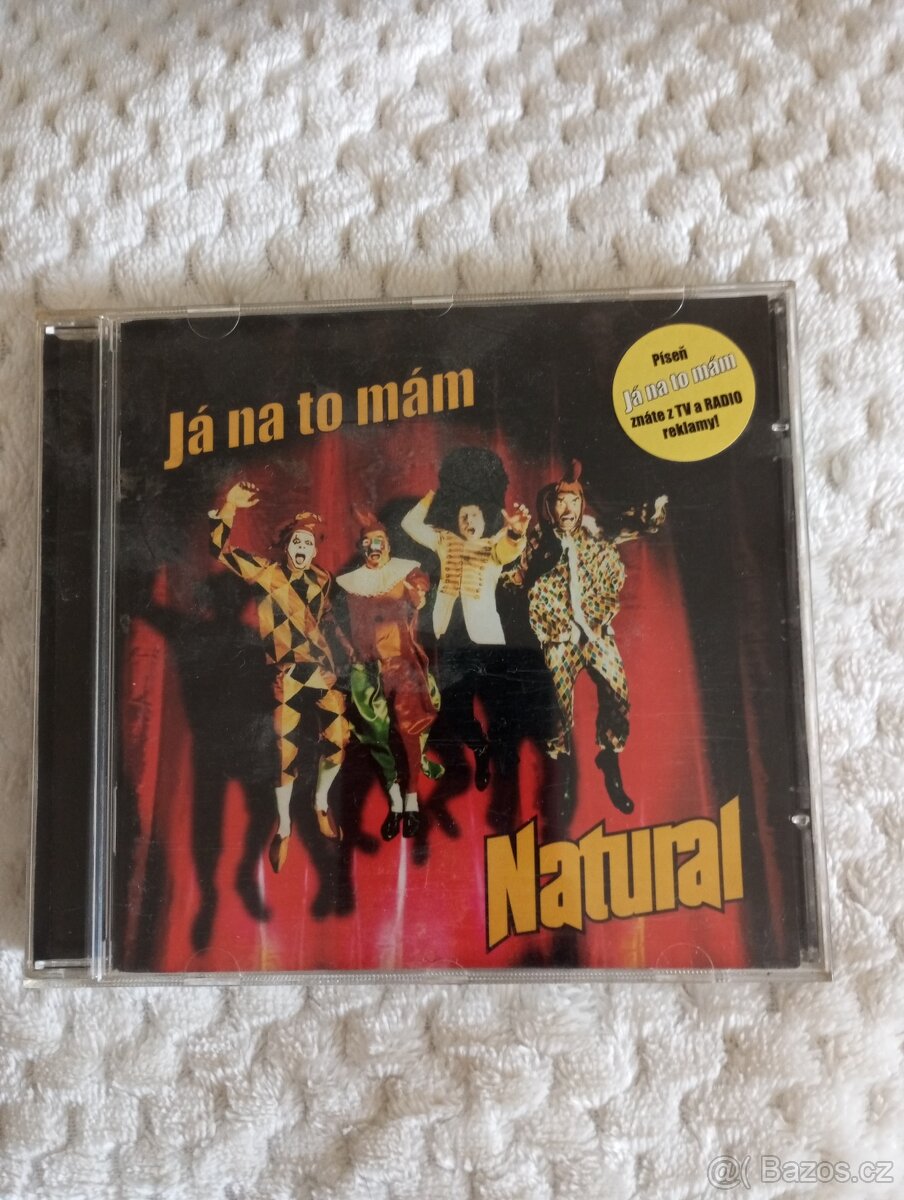 Já na to mám
Píseň
Já na to mám
znáte z TV a RADIO
reklamy!
Natural
@( Bazos.cz